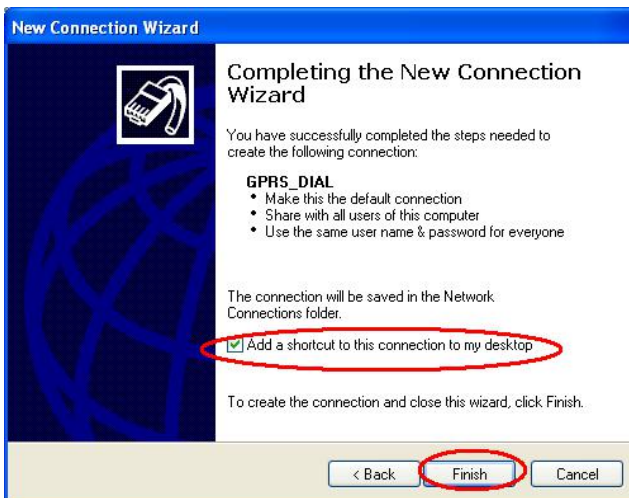 New Connection Wizard
Completing the New Connection
Wizard
You have successfully completed the steps needed to
create the following connection:
GPRS_DIAL
• Make this the default connection
• Share with all users of this computer
• Use the same user name & password for everyone
The connection will be saved in the Network
Connections folder.
Add a shortcut to this connection to my desktop
To create the connection and close this wizard, click Finish.
< Back Finish Cancel